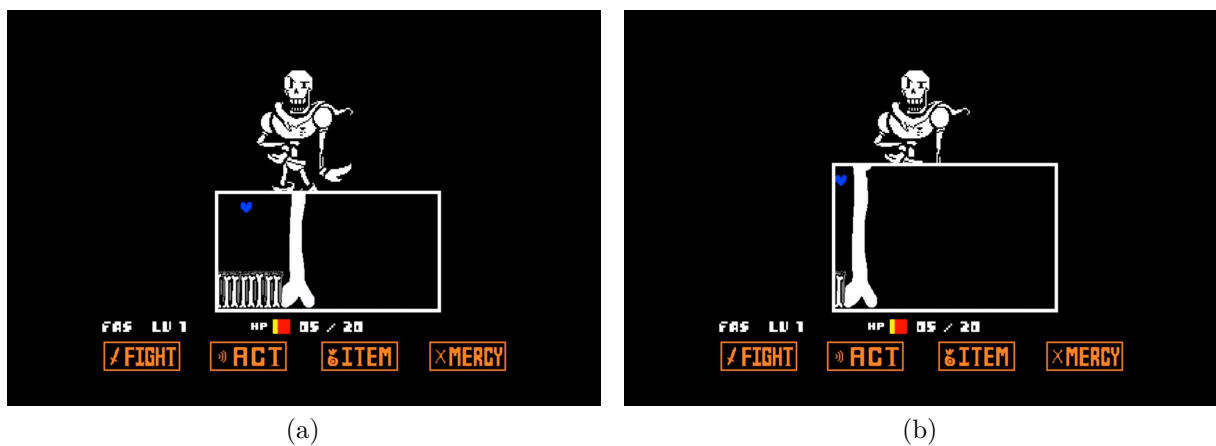 FAS LV 1 HP 05 / 20
FIGHT ACT ITEM MERCY
(a)
FAS LV 1 HP 05 / 20
FIGHT ACT ITEM MERCY
(b)